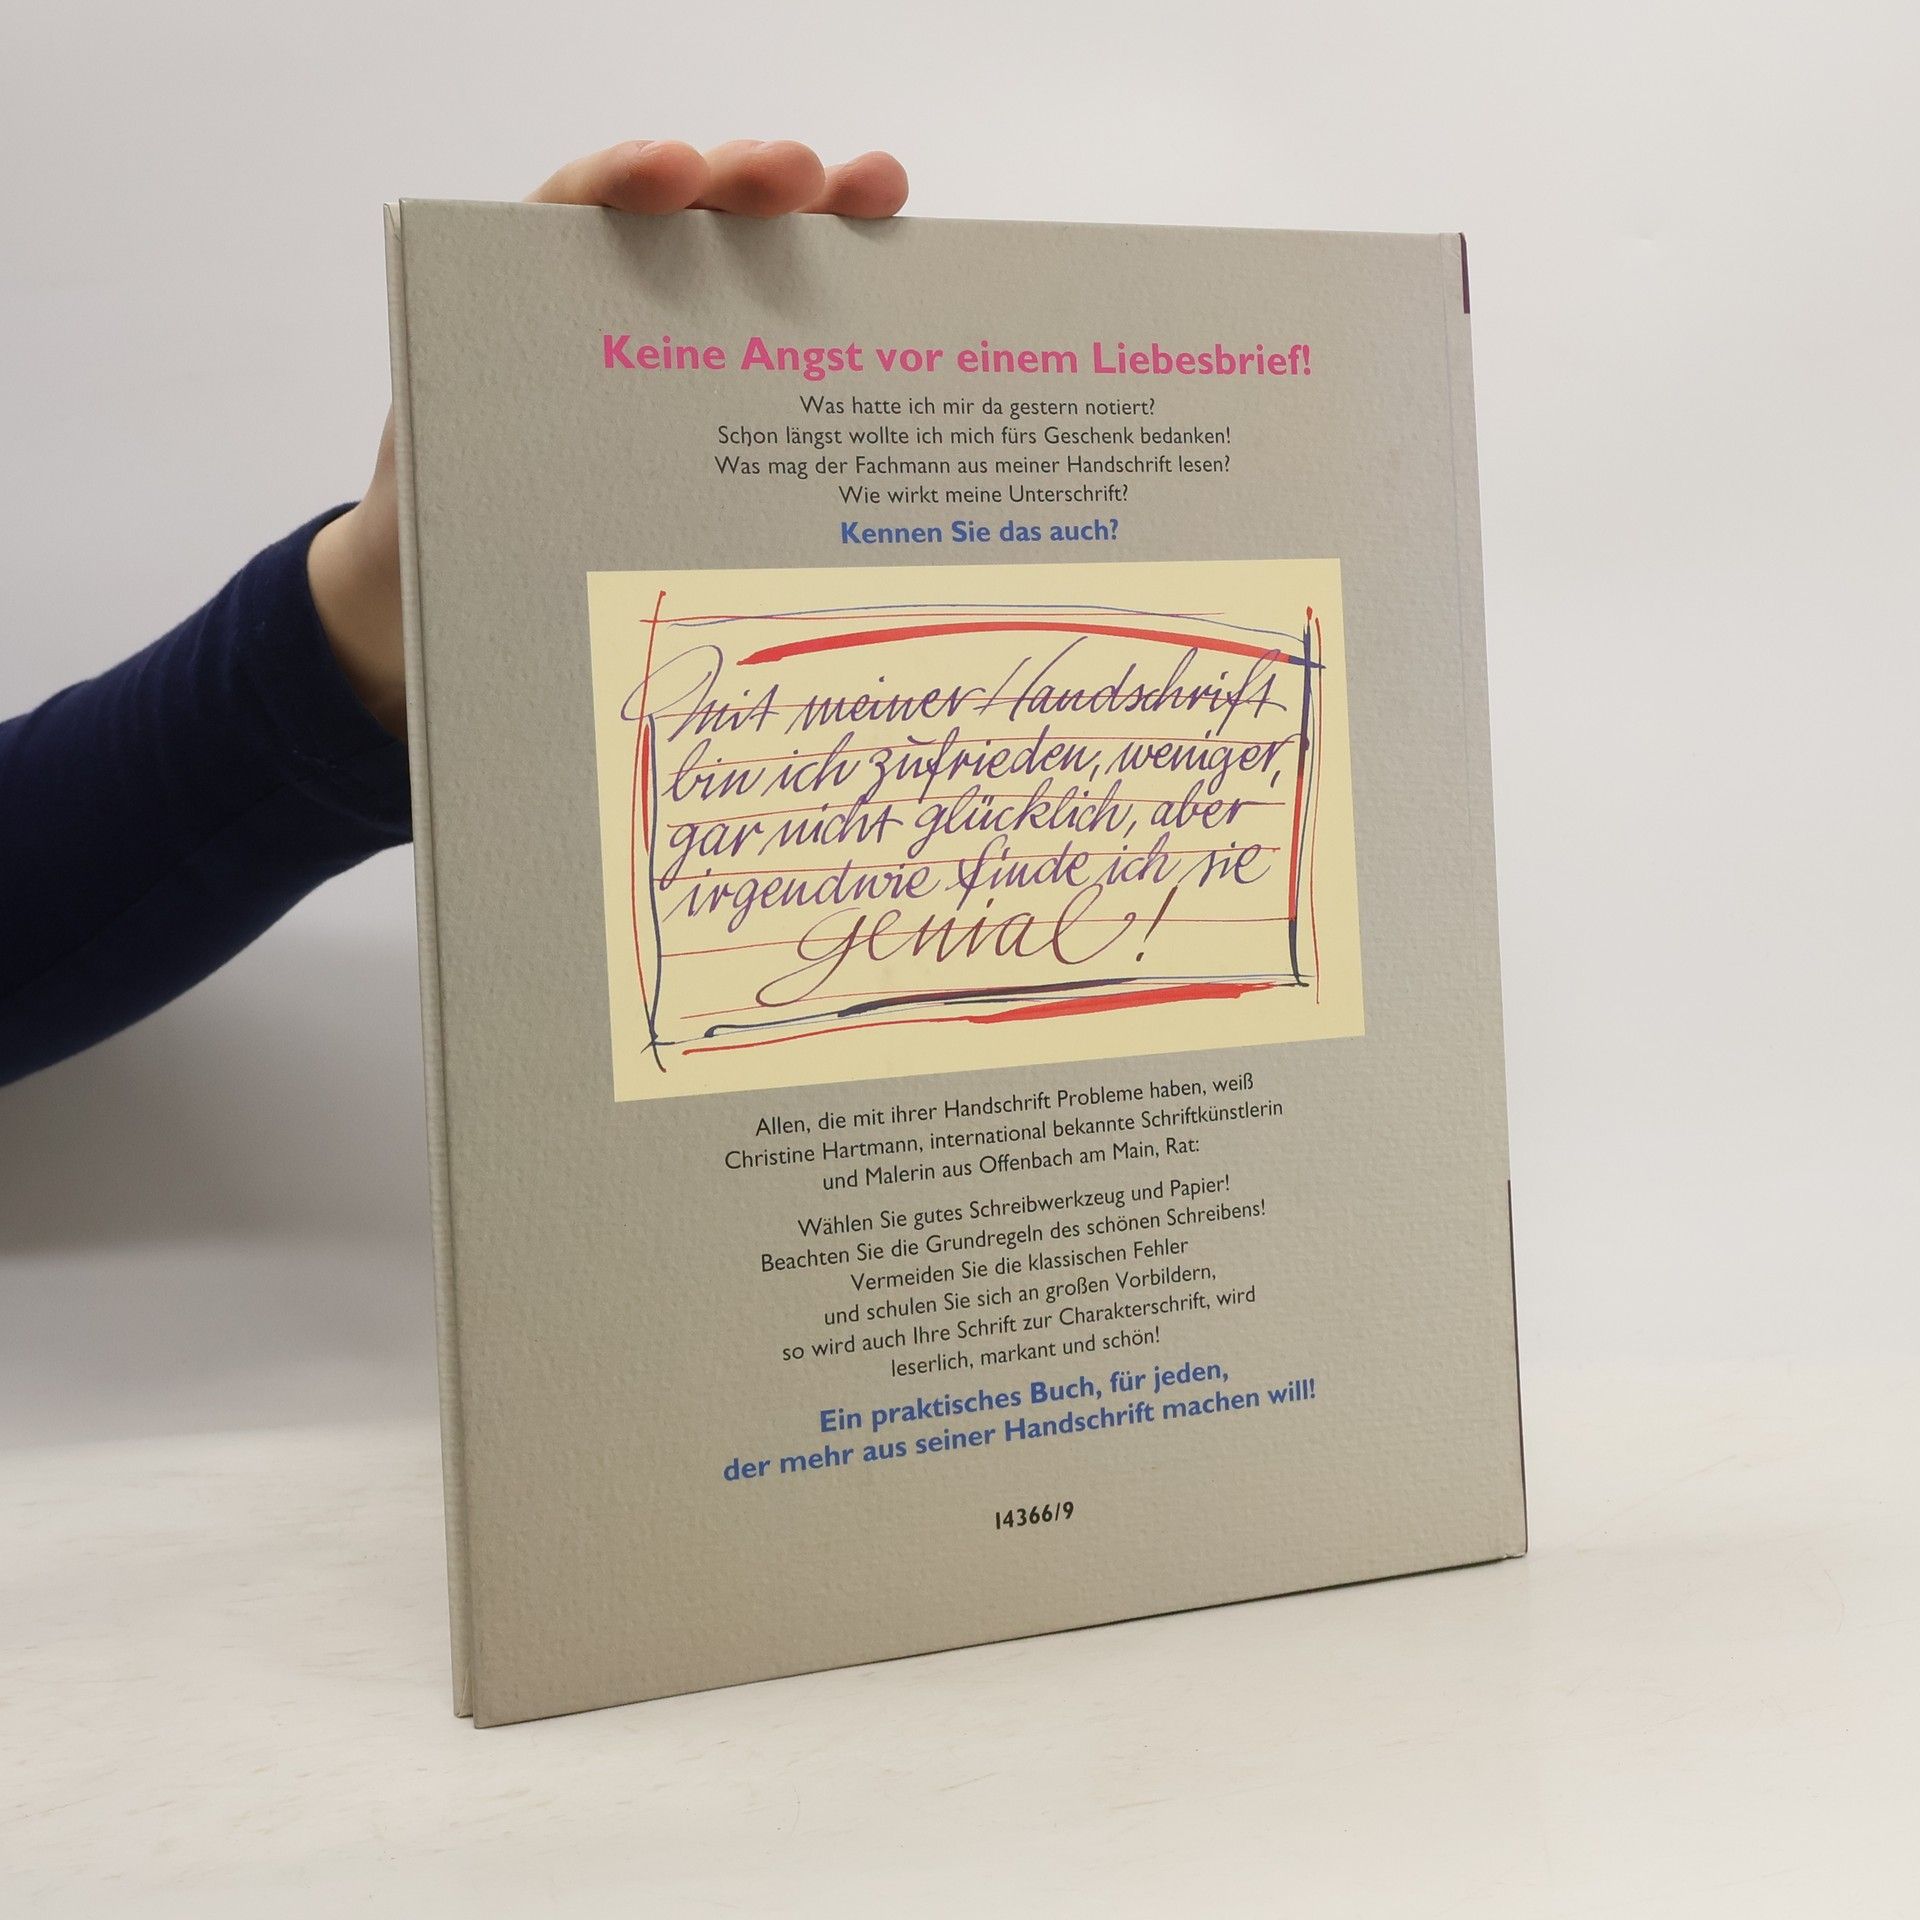 Keine Angst vor einem Liebesbrief!
Was hatte ich mir da gestern notiert?
Schon längst wollte ich mich fürs Geschenk bedanken!
Was mag der Fachmann aus meiner Handschrift lesen?
Wie wirkt meine Unterschrift?
Kennen Sie das auch?
Mit meiner Handschrift
bin ich zufrieden, weniger,
gar nicht glücklich, aber
irgendwie finde ich sie
genial!
Allen, die mit ihrer Handschrift Probleme haben, weiß
Christine Hartmann, international bekannte Schriftkünstlerin
und Malerin aus Offenbach am Main, Rat:
Wählen Sie gutes Schreibwerkzeug und Papier!
Beachten Sie die Grundregeln des schönen Schreibens!
Vermeiden Sie die klassischen Fehler
und schulen Sie sich an großen Vorbildern,
so wird auch Ihre Schrift zur Charakterschrift, wird
leserlich, markant und schön!
Ein praktisches Buch, für jeden,
der mehr aus seiner Handschrift machen will!
14366/9